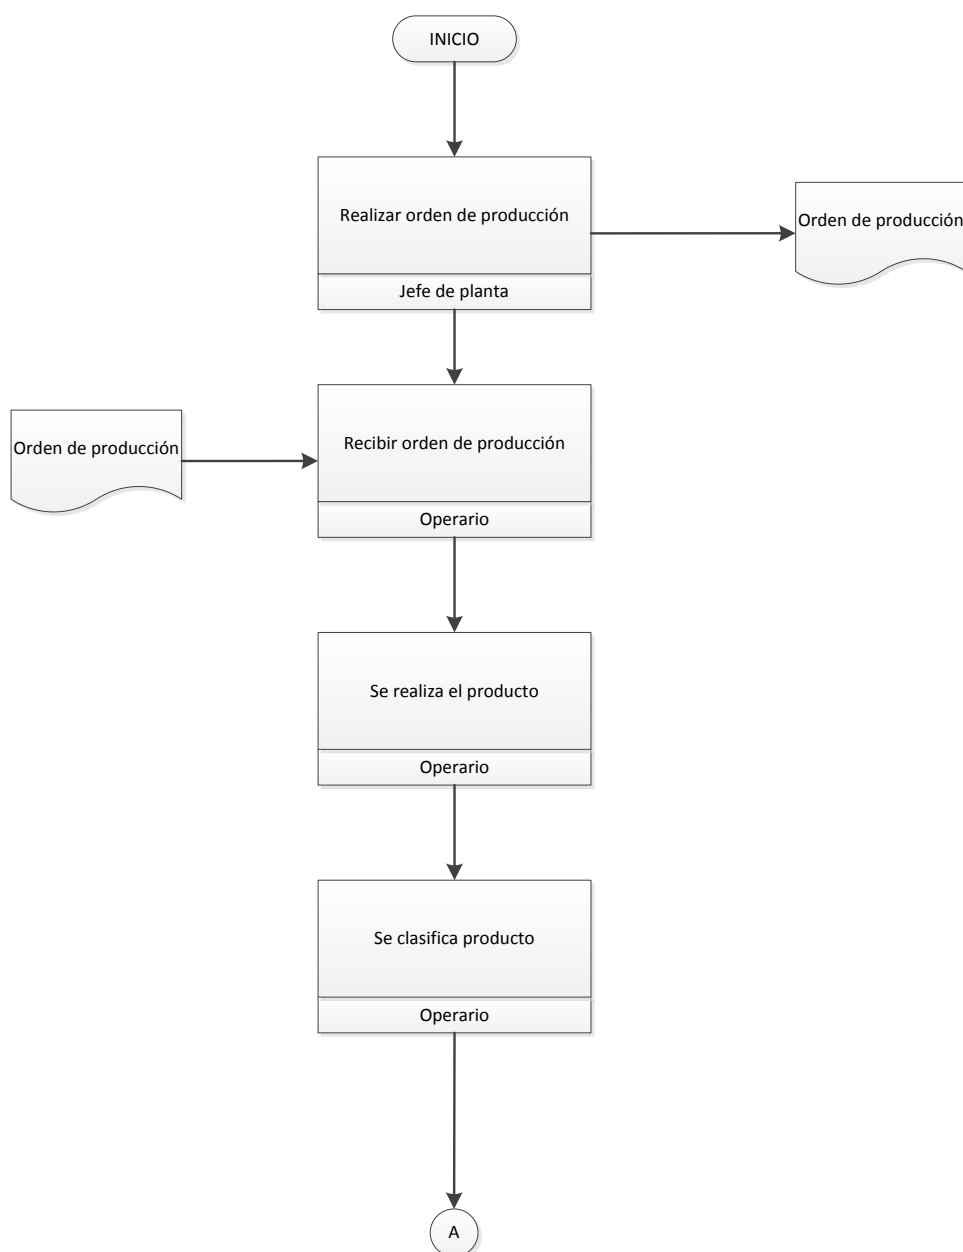 INICIO
Realizar orden de producción
Orden de producción
Jefe de planta
Recibir orden de producción
Orden de producción
Operario
Se realiza el producto
Operario
Se clasifica producto
Operario
A